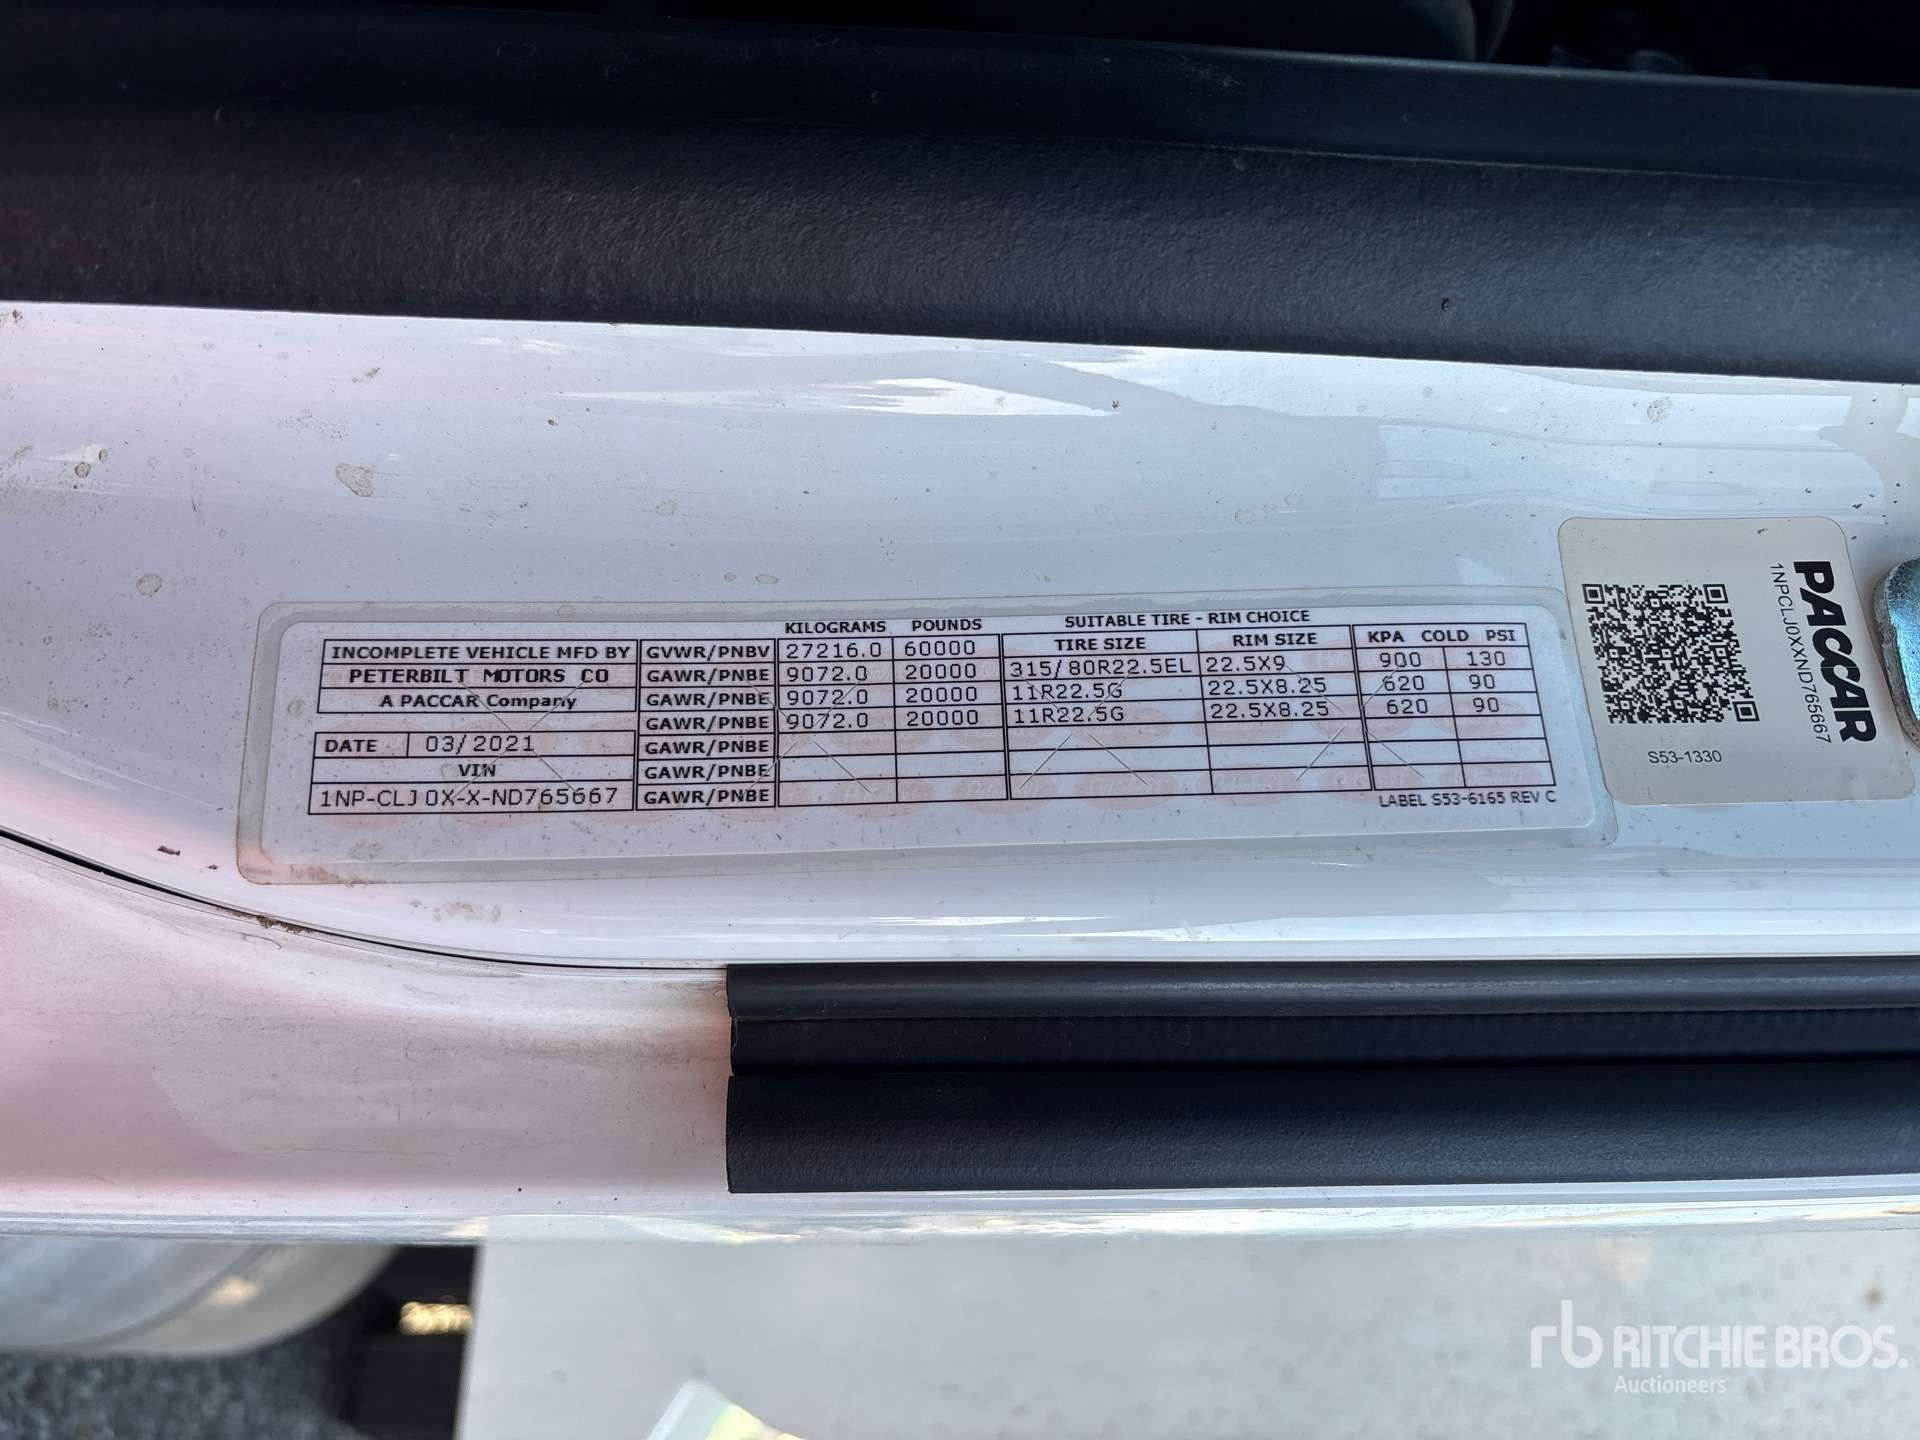 KILOGRAMS POUNDS SUITABLE TIRE - RIM CHOICE
TIRE SIZE RIM SIZE KPA COLD PSI
INCOMPLETE VEHICLE MFD BY GVWR/PNBV 27216.0 60000
PETERBILT MOTORS CO GAWR/PNBE 9072.0 20000 315/80R22.5EL 22.5X9 900 130
A PACCAR Company GAWR/PNBE 9072.0 20000 11R22.5G 22.5X8.25 620 90
GAWR/PNBE 9072.0 20000 11R22.5G 22.5X8.25 620 90
DATE 03/2021 GAWR/PNBE
VIN GAWR/PNBE
1NP-CLJ0X-X-ND765667 GAWR/PNBE
LABEL S53-6165 REV C
PACCAR
1NPCLJ0XXND765667
S53-1330
rb RITCHIE BROS.
Auctioneers